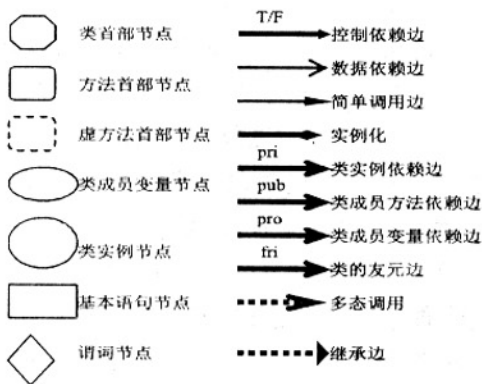 类首部节点
方法首部节点
虚方法首部节点
类成员变量节点
类实例节点
基本语句节点
谓词节点
T/F
控制依赖边
数据依赖边
简单调用边
实例化
pri
类实例依赖边
pub
类成员方法依赖边
pro
类成员变量依赖边
fri
类的友元边
多态调用
继承边